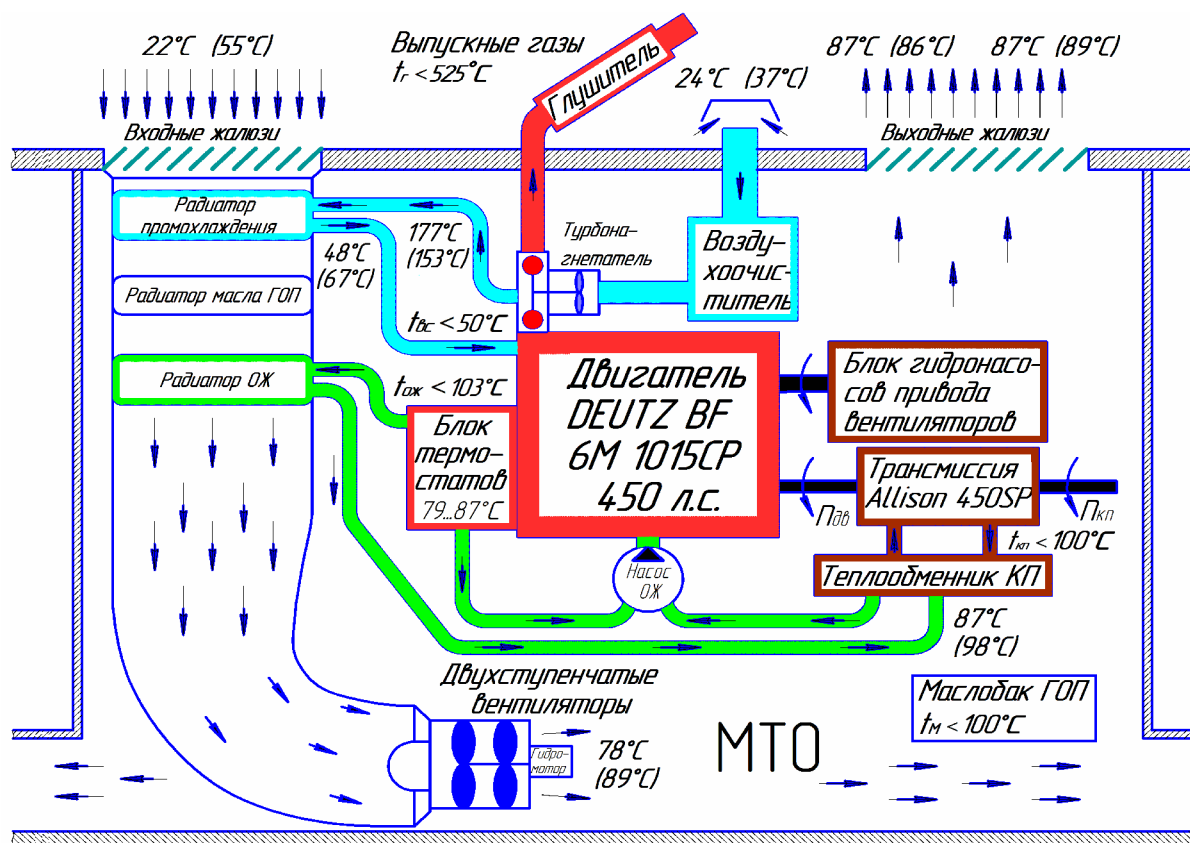 22°C (55°C)
Входные жалюзи
Выпускные газы
tг < 525°C
Глушитель
24°C (37°C)
87°C (86°C) 87°C (89°C)
Выходные жалюзи
Радиатор
промохлаждения
48°C
(67°C)
177°C
(153°C)
Турбона-
гнетатель
Возду-
хоочис-
титель
Радиатор масла ГОП
tвс < 50°C
Радиатор ОЖ
tож < 103°C
Двигатель
DEUTZ BF
6M 1015CP
450 л.с.
Блок гидронасо-
сов привода
вентиляторов
Блок
термо-
статов
79...87°C
Трансмиссия
Allison 450SP
Пдв
Пкп
tкп < 100°C
Насос
ОЖ
Теплообменник КП
87°C
(98°C)
Двухступенчатые
вентиляторы
Гидро-
мотор
78°C
(89°C)
МТО
Маслобак ГОП
tм < 100°C